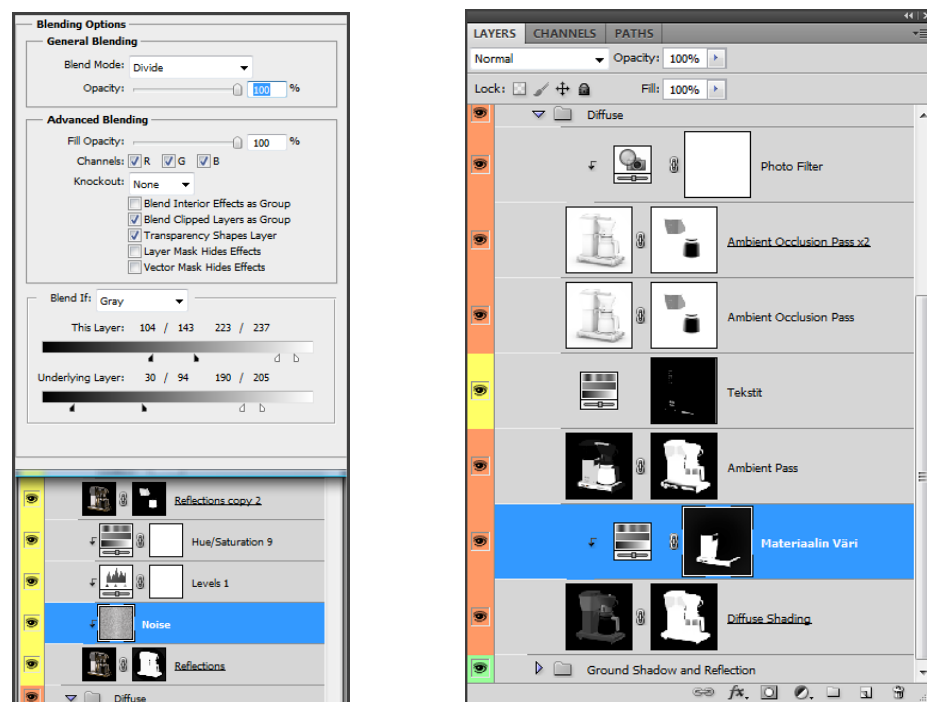 Blending Options
General Blending
Blend Mode: Divide
Opacity: 100 %
Advanced Blending
Fill Opacity: 100 %
Channels: R G B
Knockout: None
Blend Interior Effects as Group
Blend Clipped Layers as Group
Transparency Shapes Layer
Layer Mask Hides Effects
Vector Mask Hides Effects
Blend If: Gray
This Layer: 104 / 143 223 / 237
Underlying Layer: 30 / 94 190 / 205
Reflections copy 2
Hue/Saturation 9
Levels 1
Noise
Reflections
Diffuse
LAYERS CHANNELS PATHS
Normal Opacity: 100%
Lock: Fill: 100%
Diffuse
Photo Filter
Ambient Occlusion Pass x2
Ambient Occlusion Pass
Tekstit
Ambient Pass
Materiaalin Väri
Diffuse Shading
Ground Shadow and Reflection
fx.